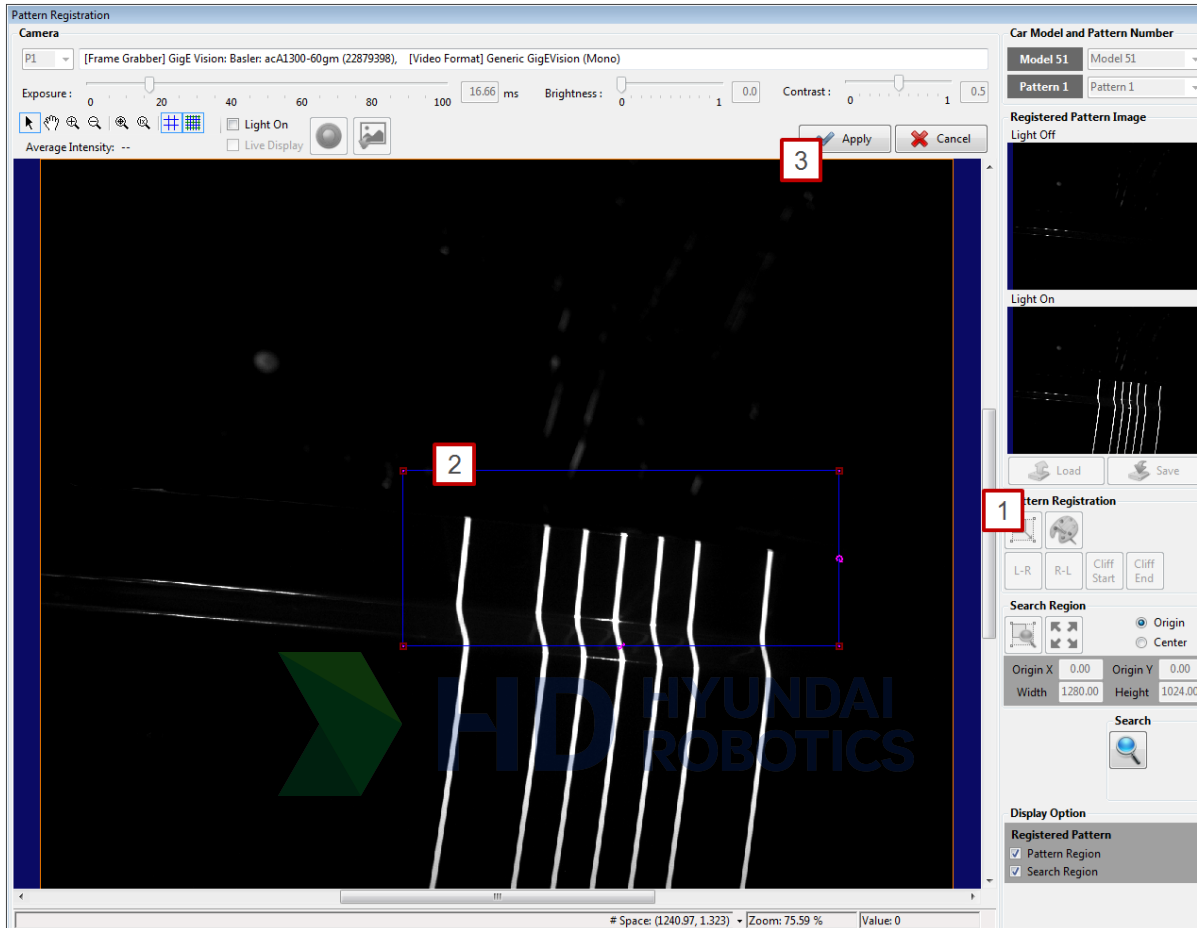 Pattern Registration
Camera
P1 [Frame Grabber] GigE Vision: Basler: acA1300-60gm (22879398), [Video Format] Generic GigEVision (Mono)
Exposure : 0 20 40 60 80 100 16.66 ms Brightness : 0 1 0.0 Contrast : 0 1 0.5
Light On
Live Display
Average Intensity: --
Apply Cancel
3
2
HD HYUNDAI ROBOTICS
# Space: (1240.97, 1.323) Zoom: 75.59 % Value: 0
Car Model and Pattern Number
Model 51 Model 51
Pattern 1 Pattern 1
Registered Pattern Image
Light Off
Light On
Load Save
1
ttern Registration
L-R R-L Cliff Start Cliff End
Search Region
Origin
Center
Origin X 0.00 Origin Y 0.00
Width 1280.00 Height 1024.00
Search
Display Option
Registered Pattern
Pattern Region
Search Region